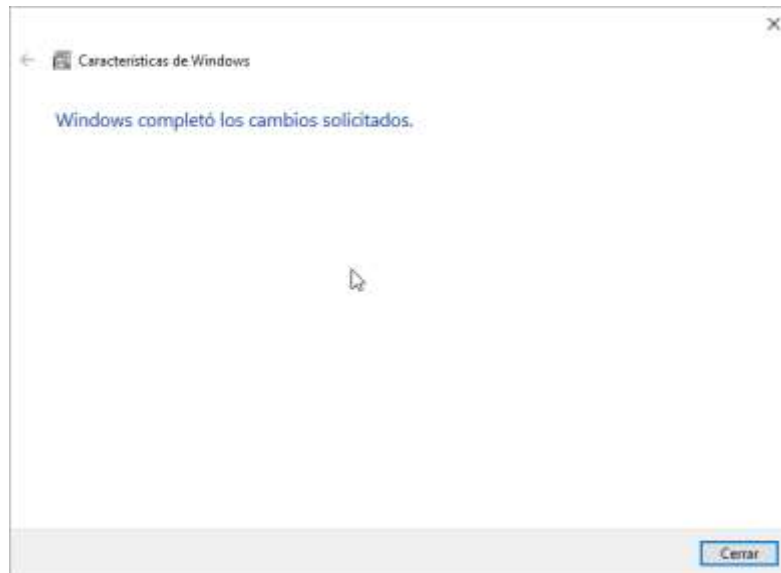 Características de Windows
Windows completó los cambios solicitados.
Cerrar